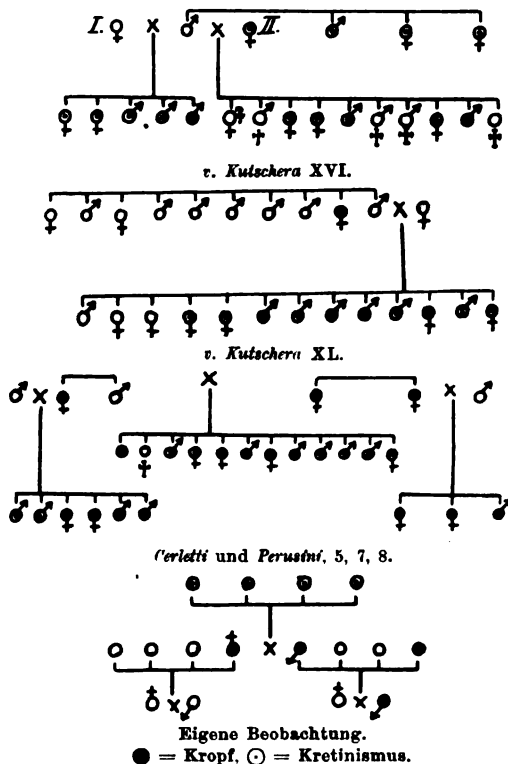 I.
II.
v. Kutschera XVI.
v. Kutschera XL.
Cerletti und Perusini, 5, 7, 8.
Eigene Beobachtung.
● = Kropf, ⊙ = Kretinismus.